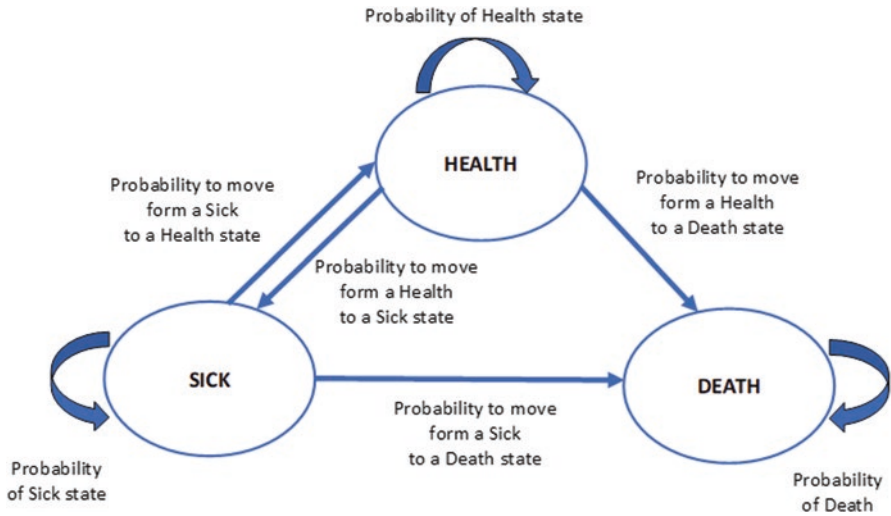 Probability of Health state
HEALTH
Probability to move
form a Sick
to a Health state
Probability to move
form a Health
to a Death state
Probability to move
form a Health
to a Sick state
SICK
DEATH
Probability to move
form a Sick
to a Death state
Probability
of Sick state
Probability
of Death